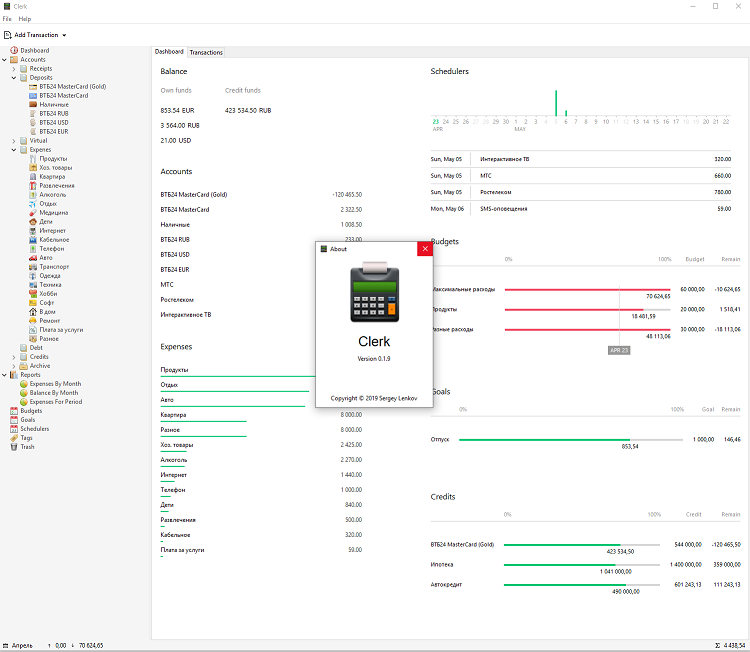 Clerk
File Help
Add Transaction
Dashboard
Accounts
Receipts
Deposits
ВТБ24 MasterCard (Gold)
ВТБ24 MasterCard
Наличные
ВТБ24 RUB
ВТБ24 USD
ВТБ24 EUR
Virtual
Expenes
Продукты
Хоз. товары
Квартира
Развлечения
Алкоголь
Отдых
Медицина
Дети
Интернет
Кабельное
Телефон
Авто
Транспорт
Одежда
Техника
Хобби
Софт
В дом
Ремонт
Плата за услуги
Разное
Debt
Credits
Archive
Reports
Expenses By Month
Balance By Month
Expenses For Period
Budgets
Goals
Schedulers
Tags
Trash
Dashboard Transactions
Balance
Own funds Credit funds
853.54 EUR 423 534.50 RUB
3 564.00 RUB
21.00 USD
Accounts
ВТБ24 MasterCard (Gold) -120 465.50
ВТБ24 MasterCard 2 322.50
Наличные 1 008.50
ВТБ24 RUB 233.00
ВТБ24 USD
ВТБ24 EUR
МТС
Ростелеком
Интерактивное ТВ
Expenses
Продукты
Отдых
Авто
Квартира 8 000.00
Разное 8 000.00
Хоз. товары 2 425.00
Алкоголь 2 270.00
Интернет 1 440.00
Телефон 1 000.00
Дети 840.00
Развлечения 500.00
Кабельное 320.00
Плата за услуги 59.00
Schedulers
23 24 25 26 27 28 29 30 1 2 3 4 5 6 7 8 9 10 11 12 13 14 15 16 17 18 19 20 21 22
APR MAY
Sun, May 05 Интерактивное ТВ 320.00
Sun, May 05 МТС 660.00
Sun, May 05 Ростелеком 780.00
Mon, May 06 SMS-оповещения 59.00
Budgets
0% 100% Budget Remain
Максимальные расходы 60 000,00 -10 624,65
70 624,65
Продукты 20 000,00 1 518,41
18 481,59
Разные расходы 30 000,00 -18 113,06
48 113,06
APR 23
Goals
0% 100% Goal Remain
Отпуск 1 000,00 146,46
853,54
Credits
0% 100% Credit Remain
ВТБ24 MasterCard (Gold) 544 000,00 -120 465,50
423 534,50
Ипотека 1 400 000,00 359 000,00
1 041 000,00
Автокредит 601 243,13 111 243,13
490 000,00
About
Clerk
Version 0.1.9
Copyright © 2019 Sergey Lenkov
Апрель ↑ 0,00 ↓ 70 624,65 Σ 4 438,54